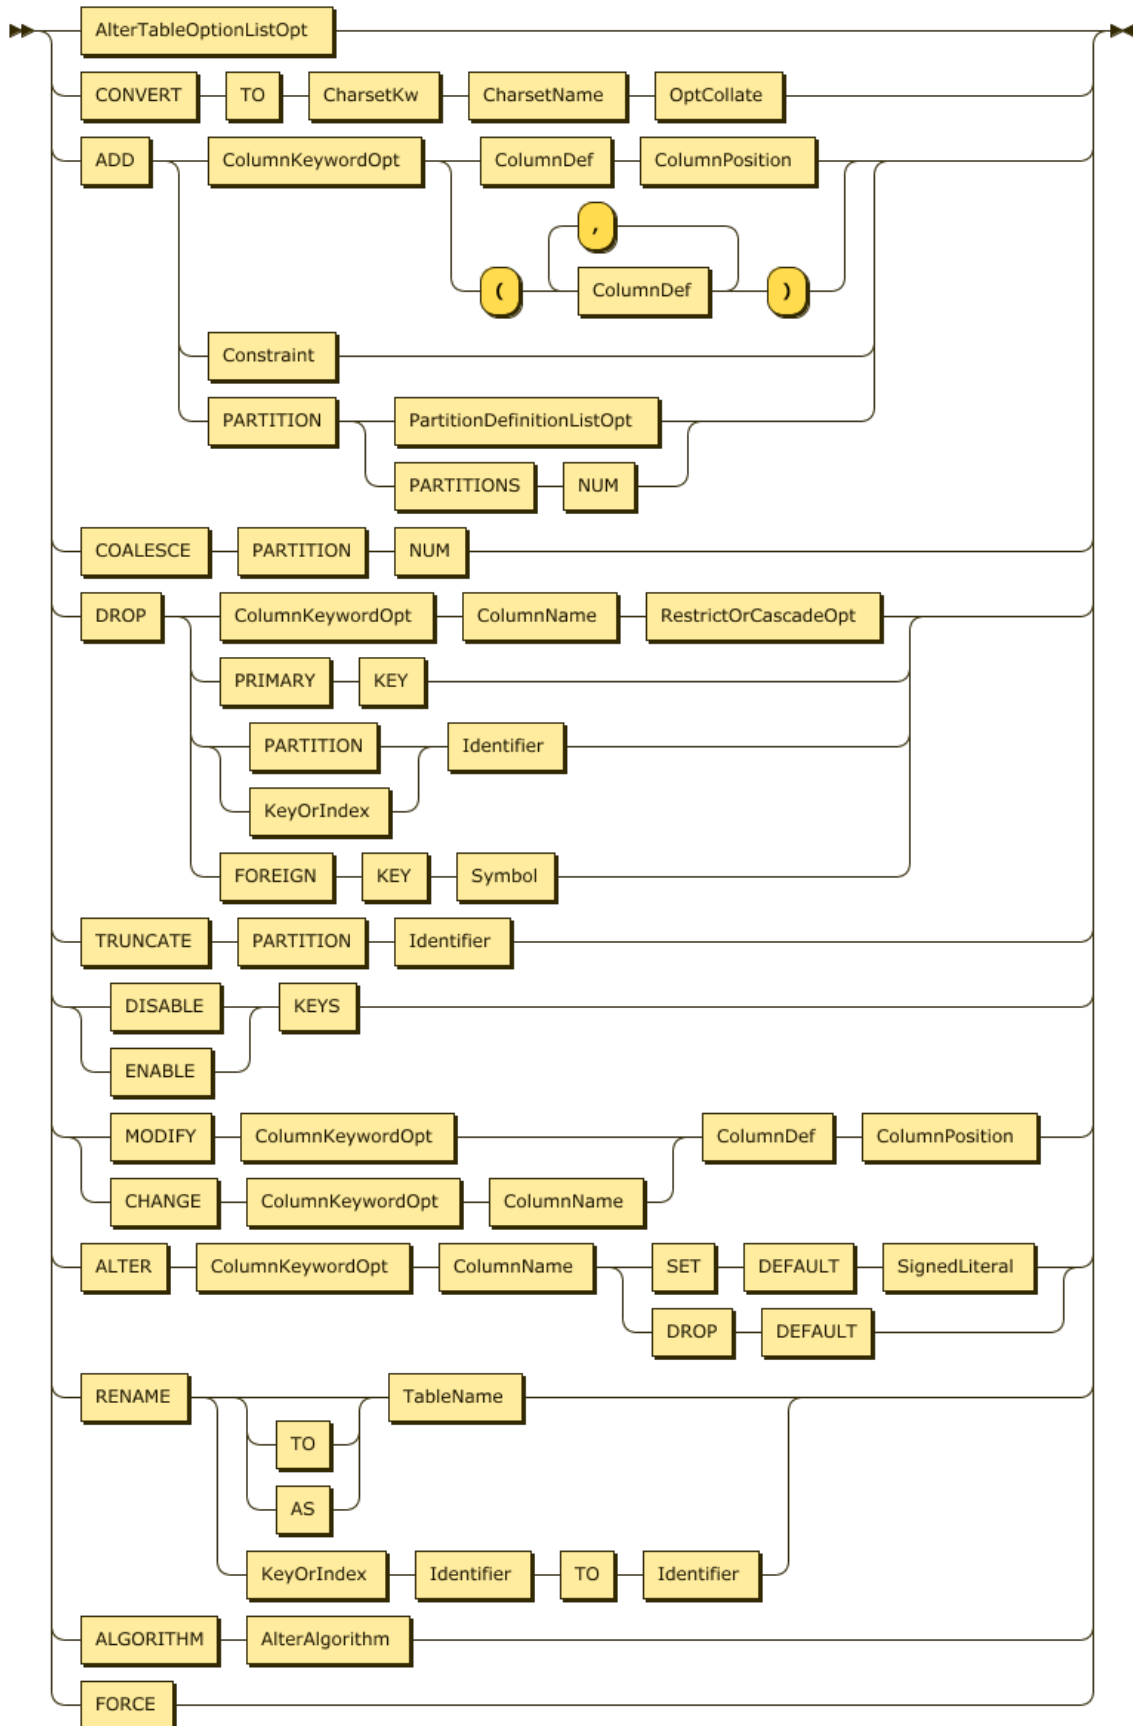 AlterTableOptionListOpt
CONVERT TO CharsetKw CharsetName OptCollate
ADD ColumnKeywordOpt ColumnDef ColumnPosition
,
( ColumnDef )
Constraint
PARTITION PartitionDefinitionListOpt
PARTITIONS NUM
COALESCE PARTITION NUM
DROP ColumnKeywordOpt ColumnName RestrictOrCascadeOpt
PRIMARY KEY
PARTITION Identifier
KeyOrIndex
FOREIGN KEY Symbol
TRUNCATE PARTITION Identifier
DISABLE KEYS
ENABLE
MODIFY ColumnKeywordOpt ColumnDef ColumnPosition
CHANGE ColumnKeywordOpt ColumnName
ALTER ColumnKeywordOpt ColumnName SET DEFAULT SignedLiteral
DROP DEFAULT
RENAME TableName
TO
AS
KeyOrIndex Identifier TO Identifier
ALGORITHM AlterAlgorithm
FORCE